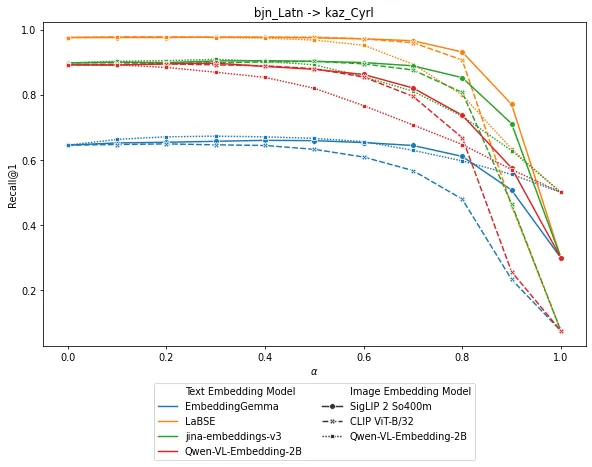 bjn_Latn -> kaz_Cyrl
Recall@1
1.0
0.8
0.6
0.4
0.2
0.0 0.2 0.4 0.6 0.8 1.0
α
Text Embedding Model Image Embedding Model
EmbeddingGemma SigLIP 2 So400m
LaBSE CLIP ViT-B/32
jina-embeddings-v3 Qwen-VL-Embedding-2B
Qwen-VL-Embedding-2B